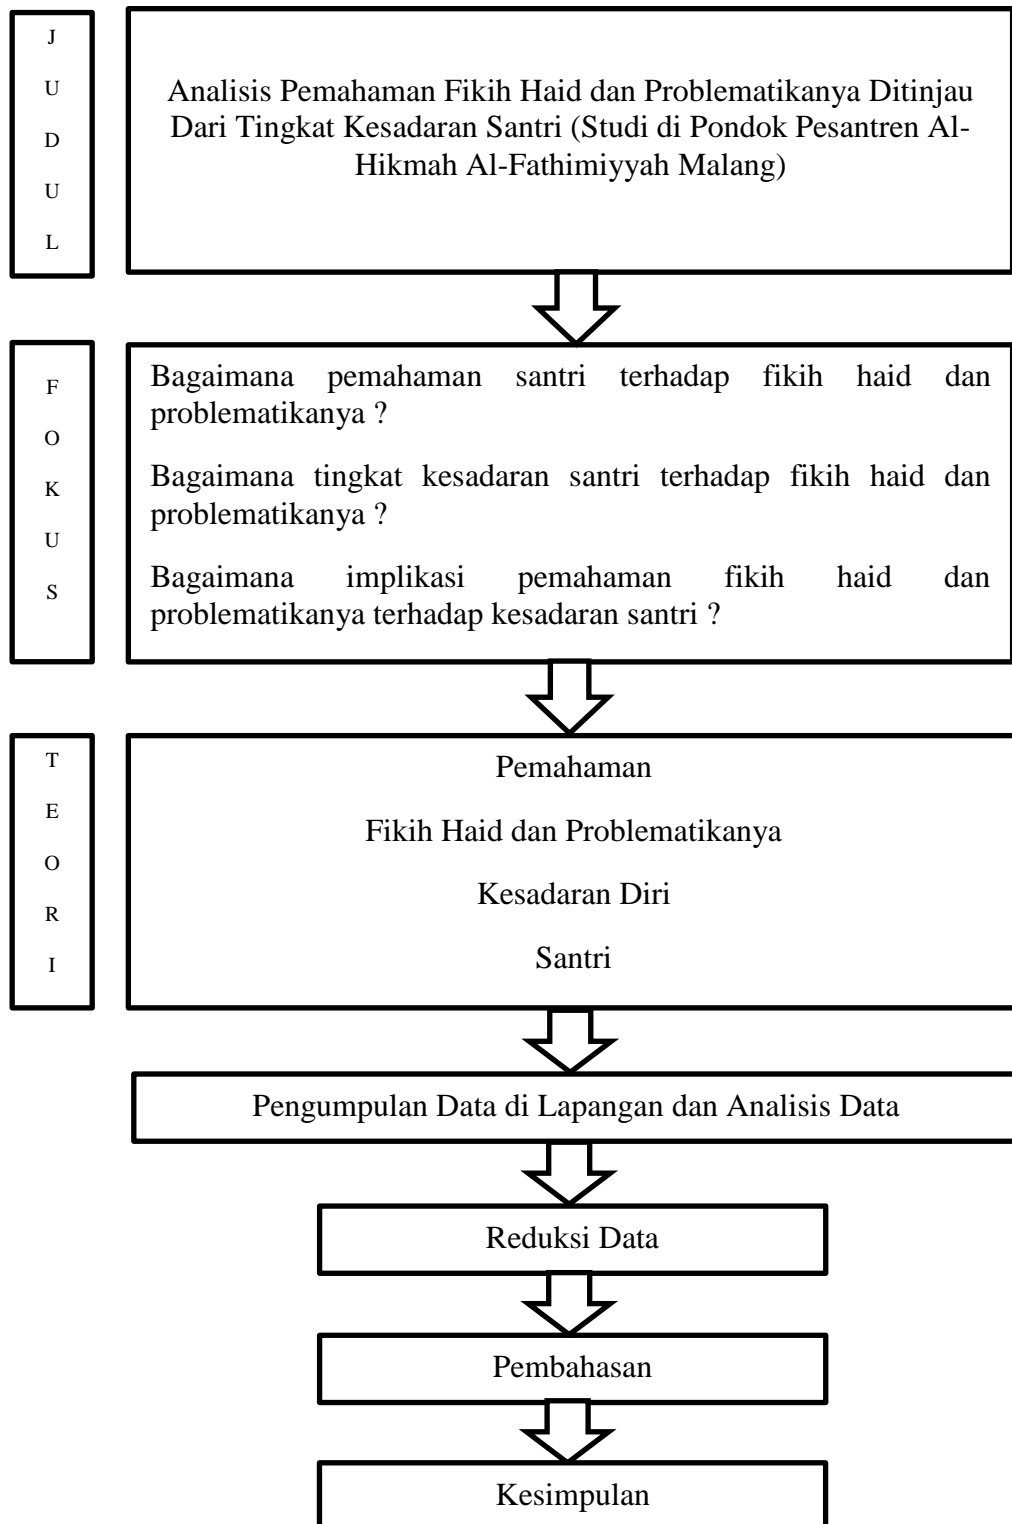 J
U
D
U
L
Analisis Pemahaman Fikih Haid dan Problematikanya Ditinjau
Dari Tingkat Kesadaran Santri (Studi di Pondok Pesantren Al-
Hikmah Al-Fathimiyyah Malang)
F
O
K
U
S
Bagaimana pemahaman santri terhadap fikih haid dan
problematikanya ?
Bagaimana tingkat kesadaran santri terhadap fikih haid dan
problematikanya ?
Bagaimana implikasi pemahaman fikih haid dan
problematikanya terhadap kesadaran santri ?
T
E
O
R
I
Pemahaman
Fikih Haid dan Problematikanya
Kesadaran Diri
Santri
Pengumpulan Data di Lapangan dan Analisis Data
Reduksi Data
Pembahasan
Kesimpulan